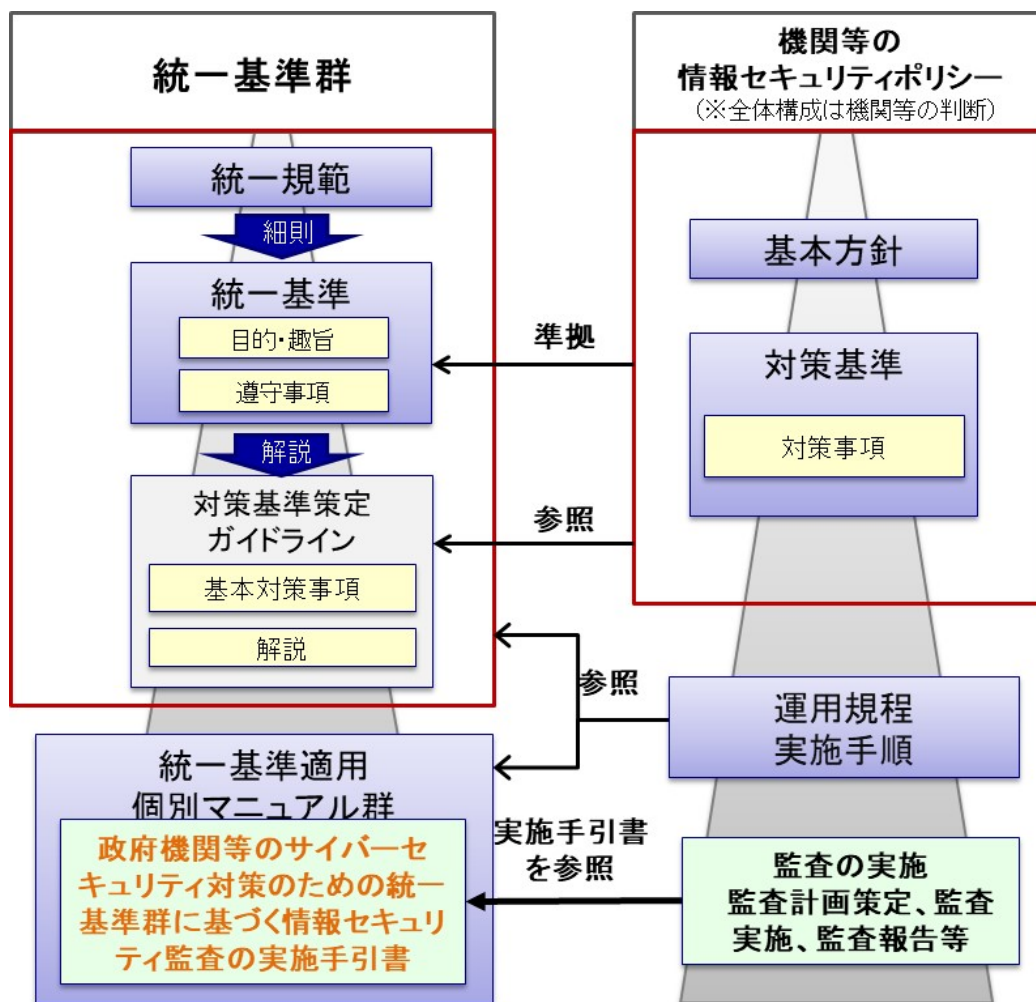 統一基準群
統一規範
細則
統一基準
目的・趣旨
遵守事項
解説
対策基準策定
ガイドライン
基本対策事項
解説
統一基準適用
個別マニュアル群
政府機関等のサイバーセ
キュリティ対策のための統一
基準群に基づく情報セキュリ
ティ監査の実施手引書
準拠
参照
参照
実施手引書
を参照
機関等の
情報セキュリティポリシー
（※全体構成は機関等の判断）
基本方針
対策基準
対策事項
運用規程
実施手順
監査の実施
監査計画策定、監査
実施、監査報告等